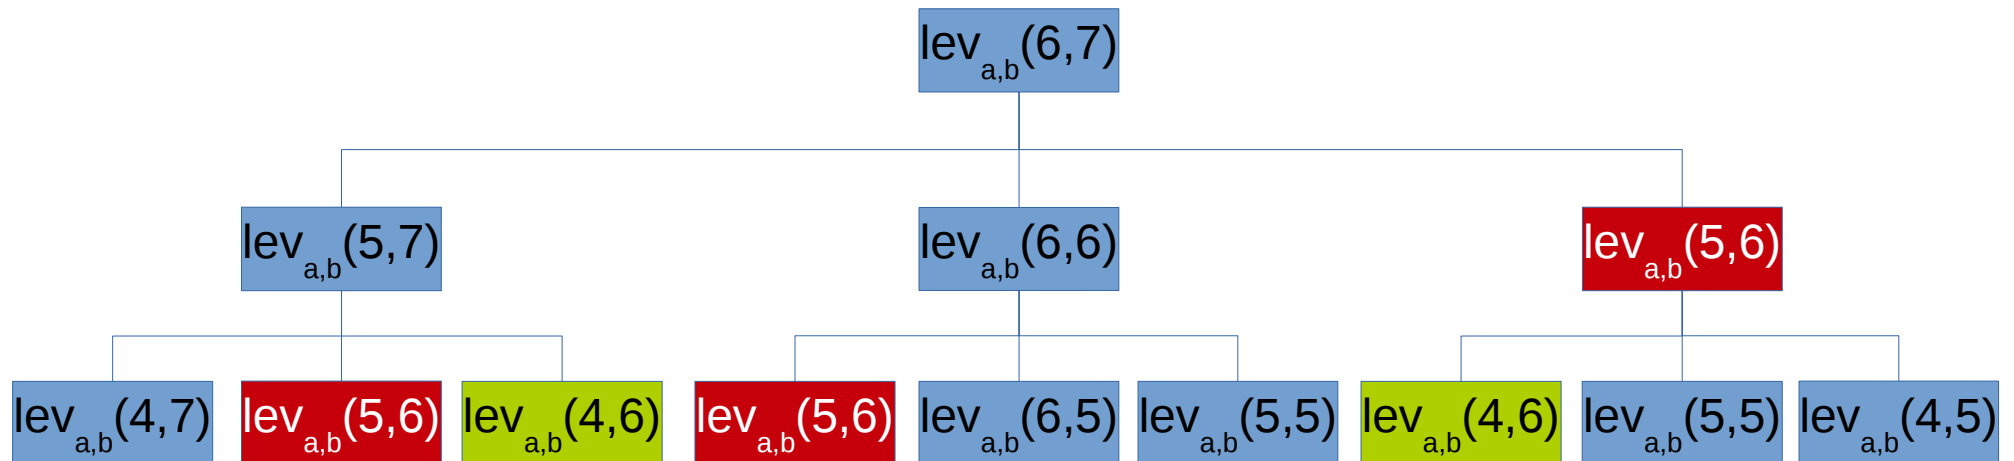 lev a,b (6,7)
lev a,b (5,7)
lev a,b (6,6)
lev a,b (5,6)
lev a,b (4,7)
lev a,b (5,6)
lev a,b (4,6)
lev a,b (5,6)
lev a,b (6,5)
lev a,b (5,5)
lev a,b (4,6)
lev a,b (5,5)
lev a,b (4,5)